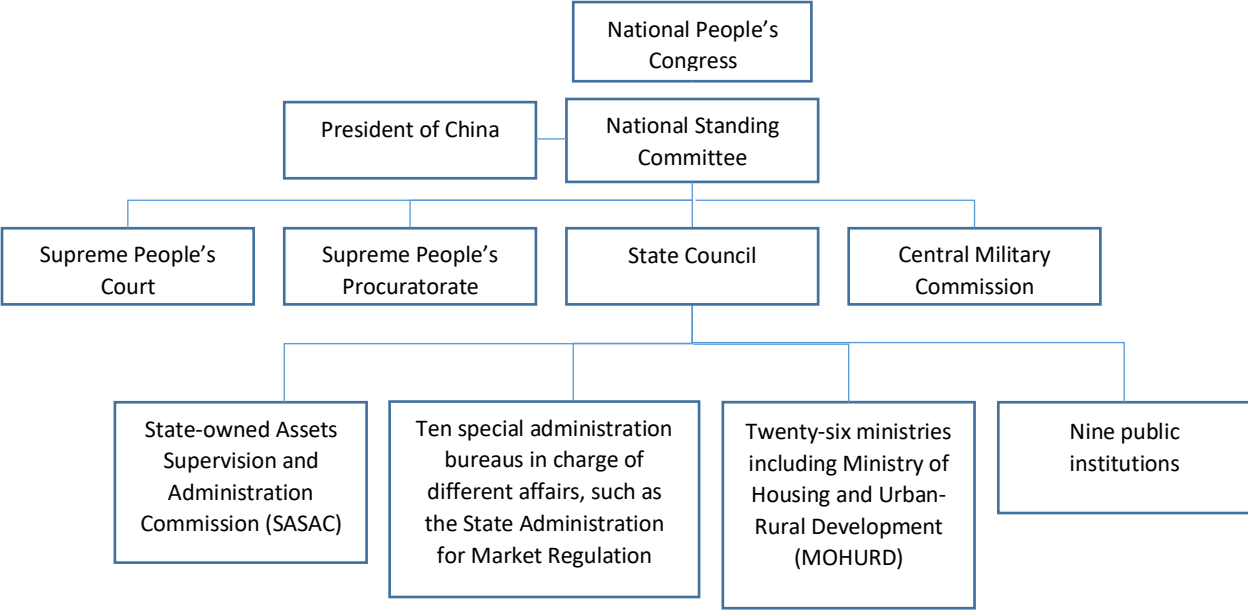 National People’s
Congress
President of China
National Standing
Committee
Supreme People’s
Court
Supreme People’s
Procuratorate
State Council
Central Military
Commission
State-owned Assets
Supervision and
Administration
Commission (SASAC)
Ten special administration
bureaus in charge of
different affairs, such as
the State Administration
for Market Regulation
Twenty-six ministries
including Ministry of
Housing and Urban-
Rural Development
(MOHURD)
Nine public
institutions